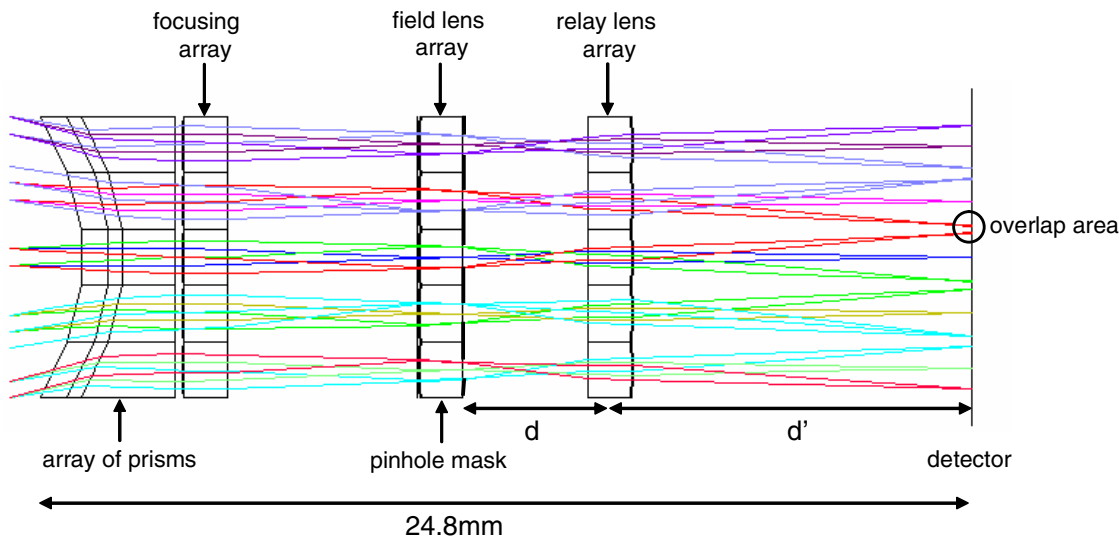 focusing
array
field lens
array
relay lens
array
overlap area
d
d’
array of prisms
pinhole mask
detector
24.8mm